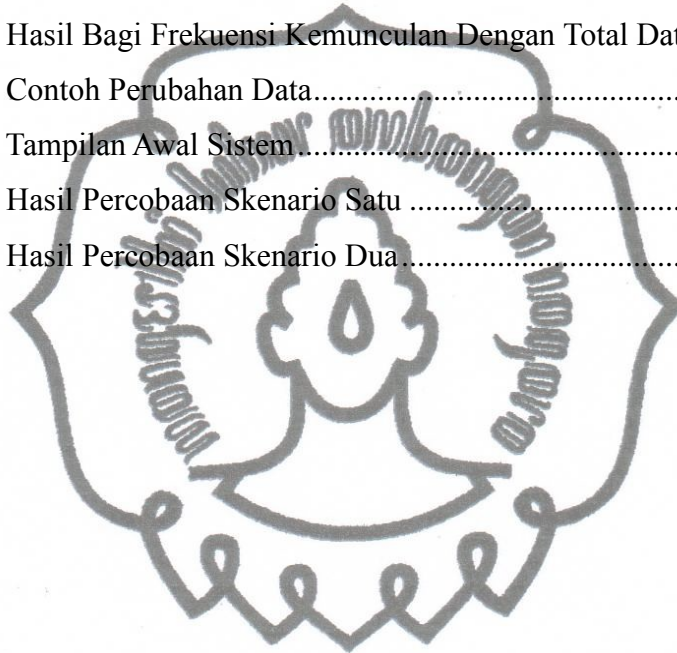 Hasil Bagi Frekuensi Kemunculan Dengan Total Dat
Contoh Perubahan Data.............................................
Tampilan Awal Sistem...............................................
Hasil Percobaan Skenario Satu ..................................
Hasil Percobaan Skenario Dua...................................